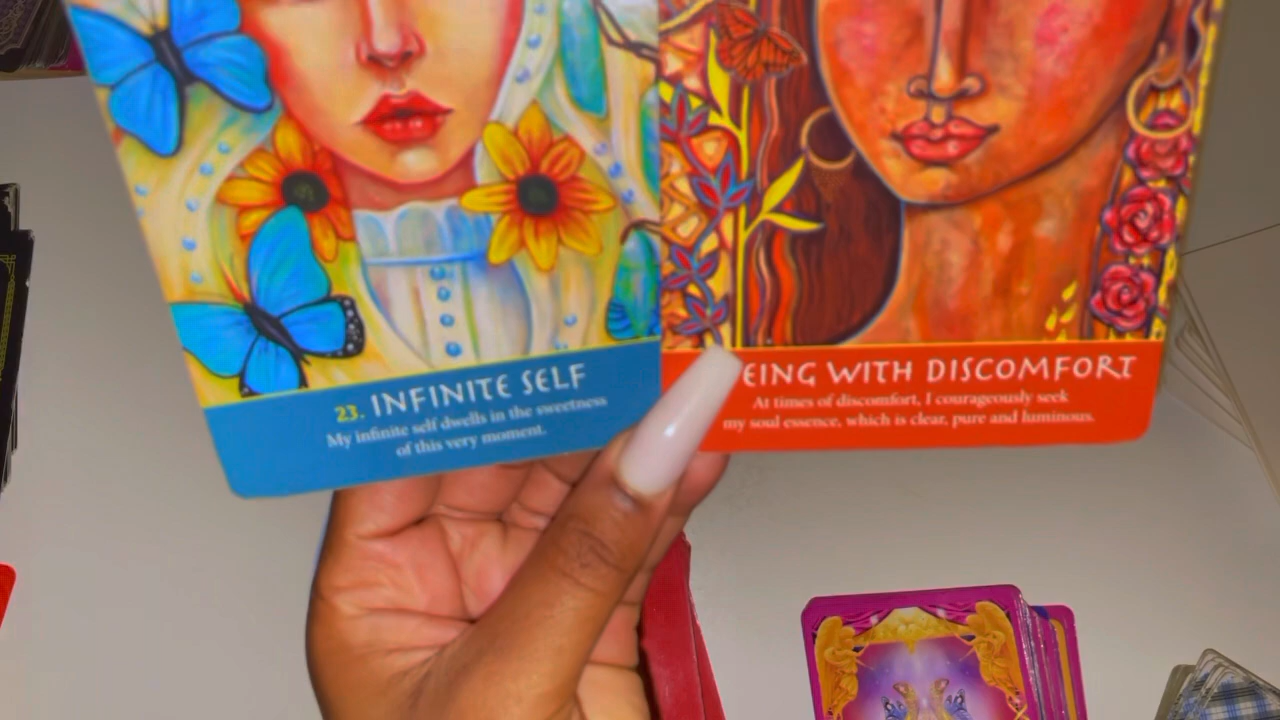 23. INFINITE SELF
My infinite self dwells in the sweetness
of this very moment.
EING WITH DISCOMFORT
At times of discomfort, I courageously seek
my soul essence, which is clear, pure and luminous.